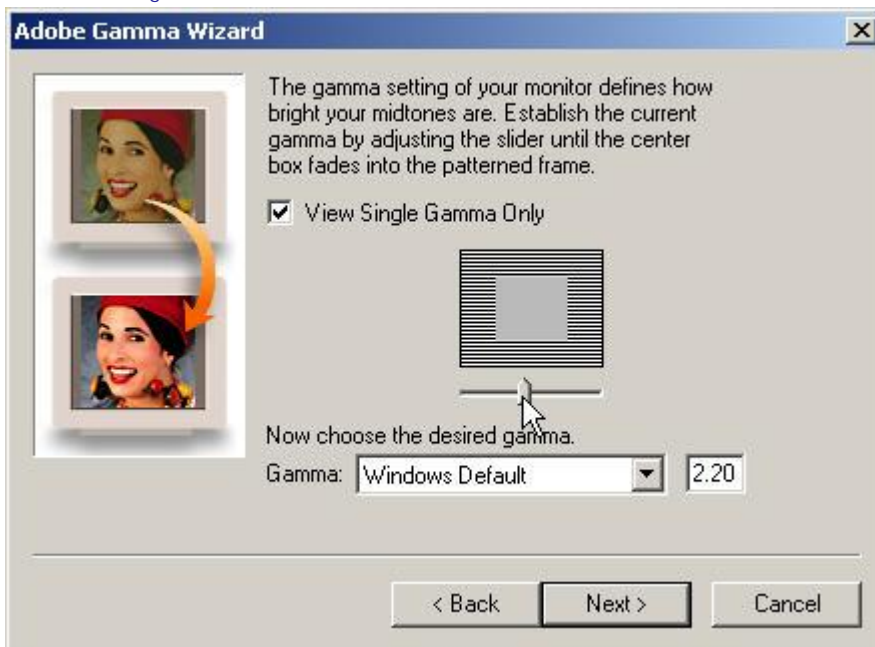 Adobe Gamma Wizard
The gamma setting of your monitor defines how
bright your midtones are. Establish the current
gamma by adjusting the slider until the center
box fades into the patterned frame.
View Single Gamma Only
Now choose the desired gamma.
Gamma: Windows Default 2.20
< Back Next > Cancel